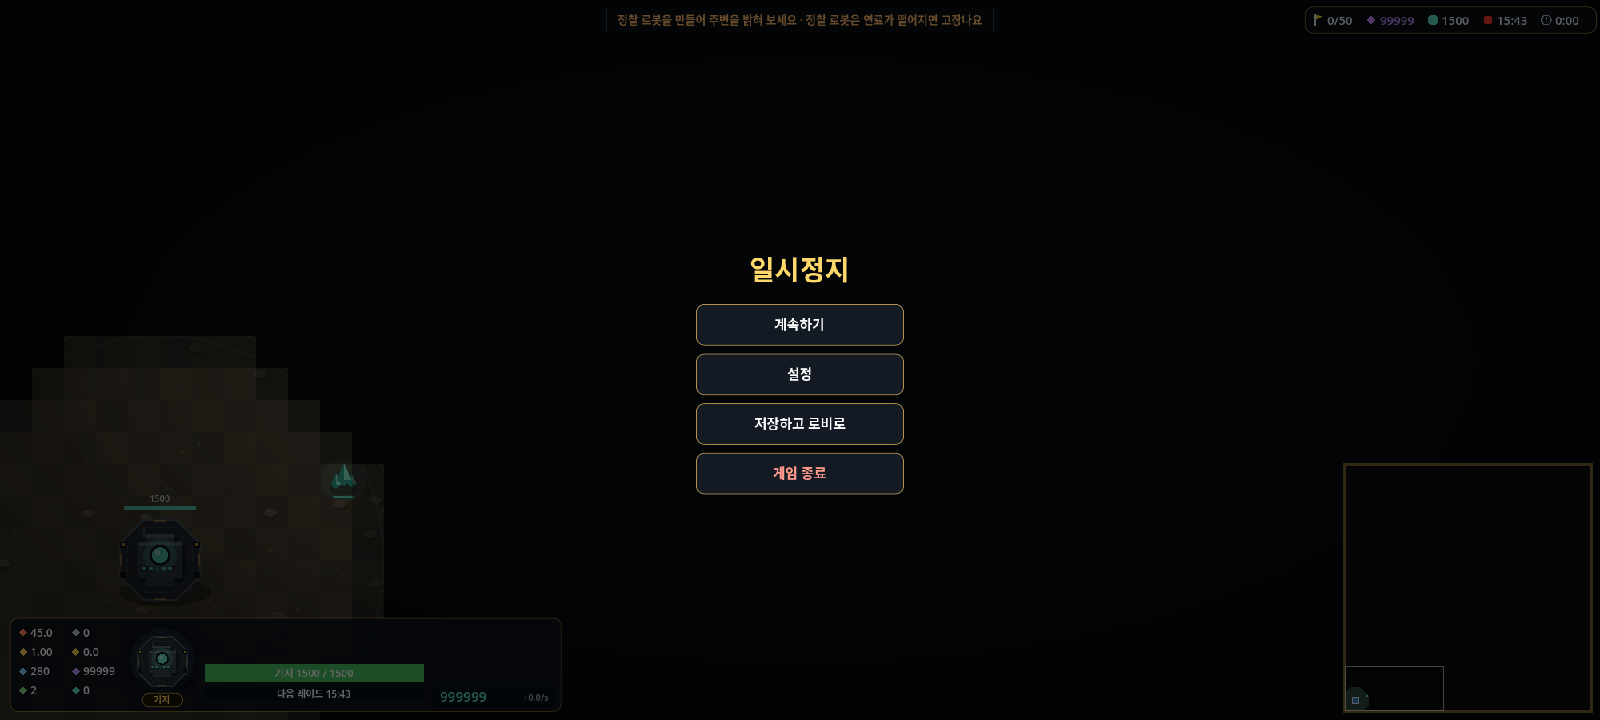 정찰 로봇을 만들어 주변을 밝혀 보세요 · 정찰 로봇은 연료가 떨어지면 고장나요
0/50 99999 1500 15:43 0:00
일시정지
계속하기
설정
저장하고 로비로
게임 종료
1500
45.0 0
1.00 0.0
280 99999
2 0
기지
기지 1500 / 1500
다음 레이드 15:43
999999 +0.0/s